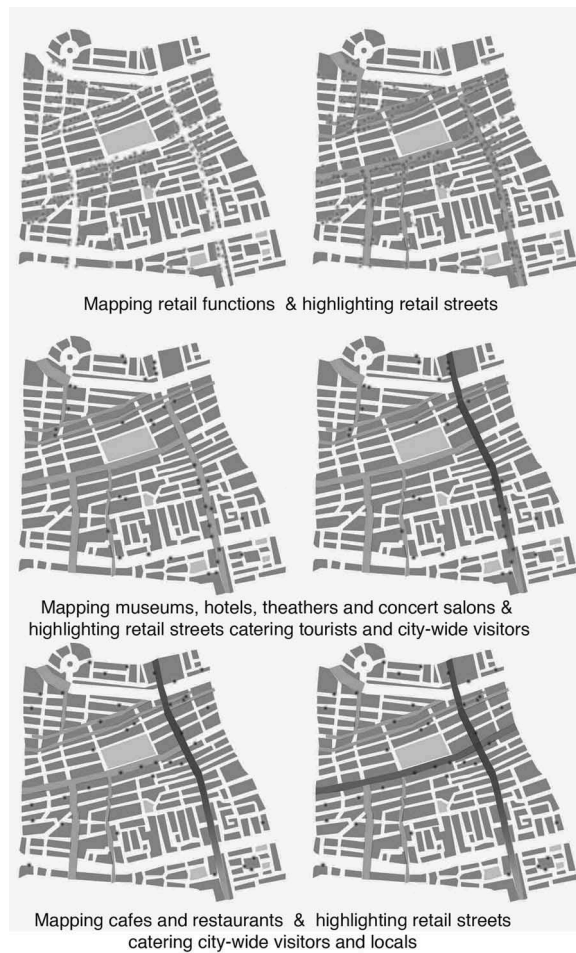 Mapping retail functions & highlighting retail streets
Mapping museums, hotels, theathers and concert salons &
highlighting retail streets catering tourists and city-wide visitors
Mapping cafes and restaurants & highlighting retail streets
catering city-wide visitors and locals